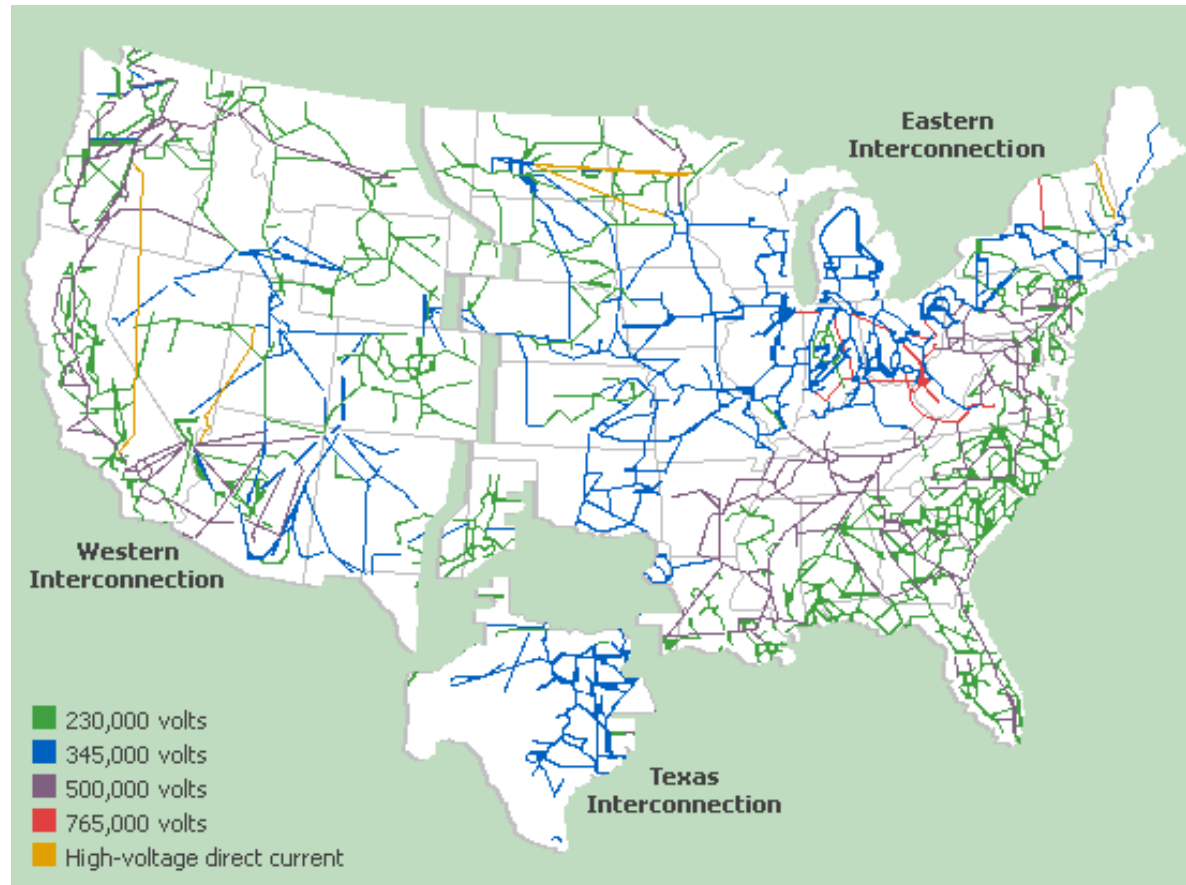 Eastern
Interconnection
Western
Interconnection
Texas
Interconnection
230,000 volts
345,000 volts
500,000 volts
765,000 volts
High-voltage direct current